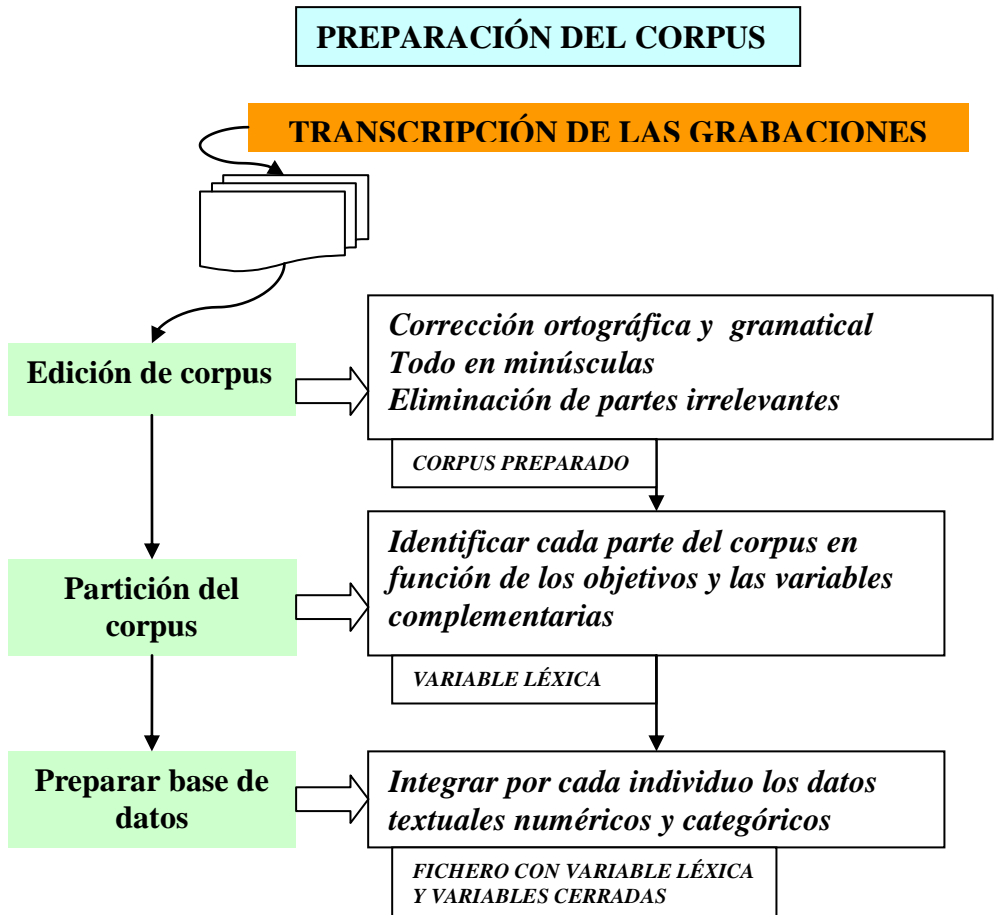 PREPARACIÓN DEL CORPUS
TRANSCRIPCIÓN DE LAS GRABACIONES
Edición de corpus
Corrección ortográfica y gramatical
Todo en minúsculas
Eliminación de partes irrelevantes
CORPUS PREPARADO
Partición del
corpus
Identificar cada parte del corpus en
función de los objetivos y las variables
complementarias
VARIABLE LÉXICA
Preparar base de
datos
Integrar por cada individuo los datos
textuales numéricos y categóricos
FICHERO CON VARIABLE LÉXICA
Y VARIABLES CERRADAS